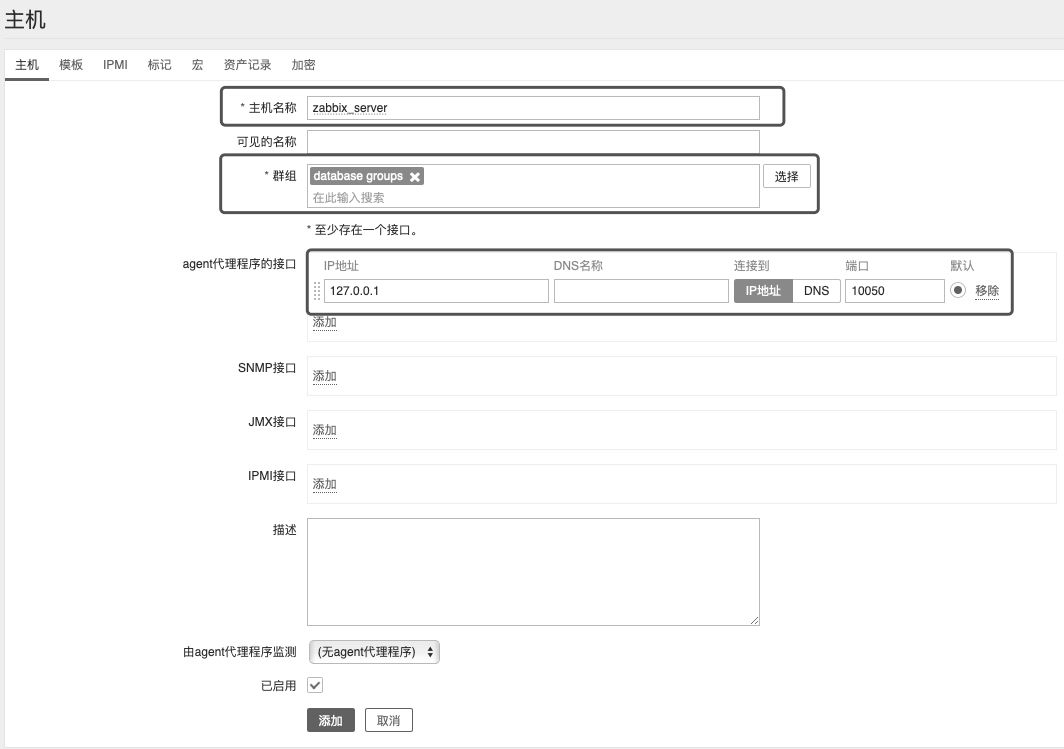 主机
主机 模板 IPMI 标记 宏 资产记录 加密
* 主机名称 zabbix_server
可见的名称
* 群组 database groups 选择
在此输入搜索
* 至少存在一个接口。
agent代理程序的接口 IP地址 DNS名称 连接到 端口 默认
127.0.0.1 IP地址 DNS 10050 移除
添加
SNMP接口 添加
JMX接口 添加
IPMI接口 添加
描述
由agent代理程序监测 (无agent代理程序)
已启用
添加 取消